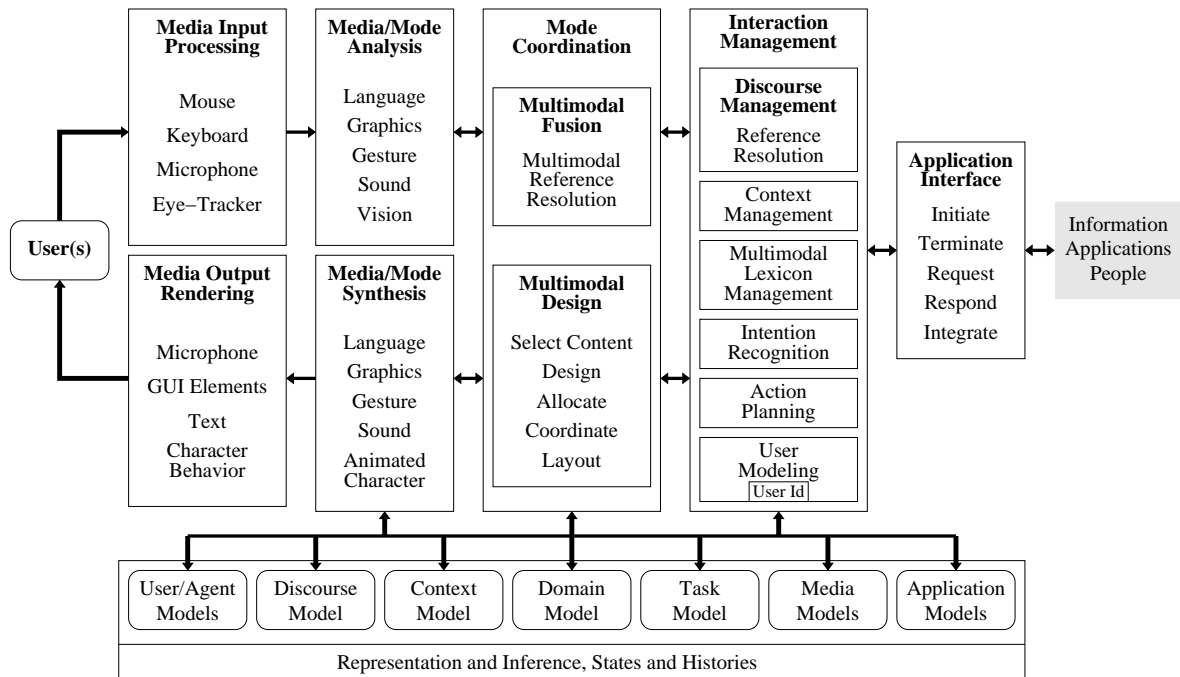 User(s)
Media Input
Processing
Mouse
Keyboard
Microphone
Eye−Tracker
Media Output
Rendering
Microphone
GUI Elements
Text
Character
Behavior
Media/Mode
Analysis
Language
Graphics
Gesture
Sound
Vision
Media/Mode
Synthesis
Language
Graphics
Gesture
Sound
Animated
Character
Mode
Coordination
Multimodal
Fusion
Multimodal
Reference
Resolution
Multimodal
Design
Select Content
Design
Allocate
Coordinate
Layout
Interaction
Management
Discourse
Management
Reference
Resolution
Context
Management
Multimodal
Lexicon
Management
Intention
Recognition
Action
Planning
User
Modeling
User Id
Application
Interface
Initiate
Terminate
Request
Respond
Integrate
Information
Applications
People
User/Agent
Models
Discourse
Model
Context
Model
Domain
Model
Task
Model
Media
Models
Application
Models
Representation and Inference, States and Histories